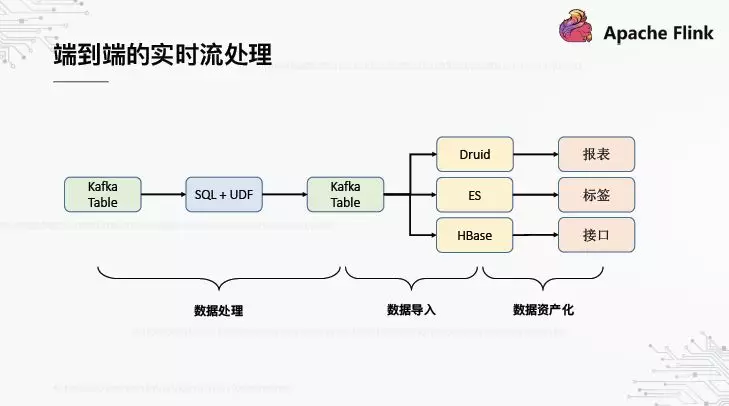 Apache Flink
端到端的实时流处理
Kafka
Table
SQL + UDF
Kafka
Table
Druid
报表
ES
标签
HBase
接口
数据处理
数据导入
数据资产化